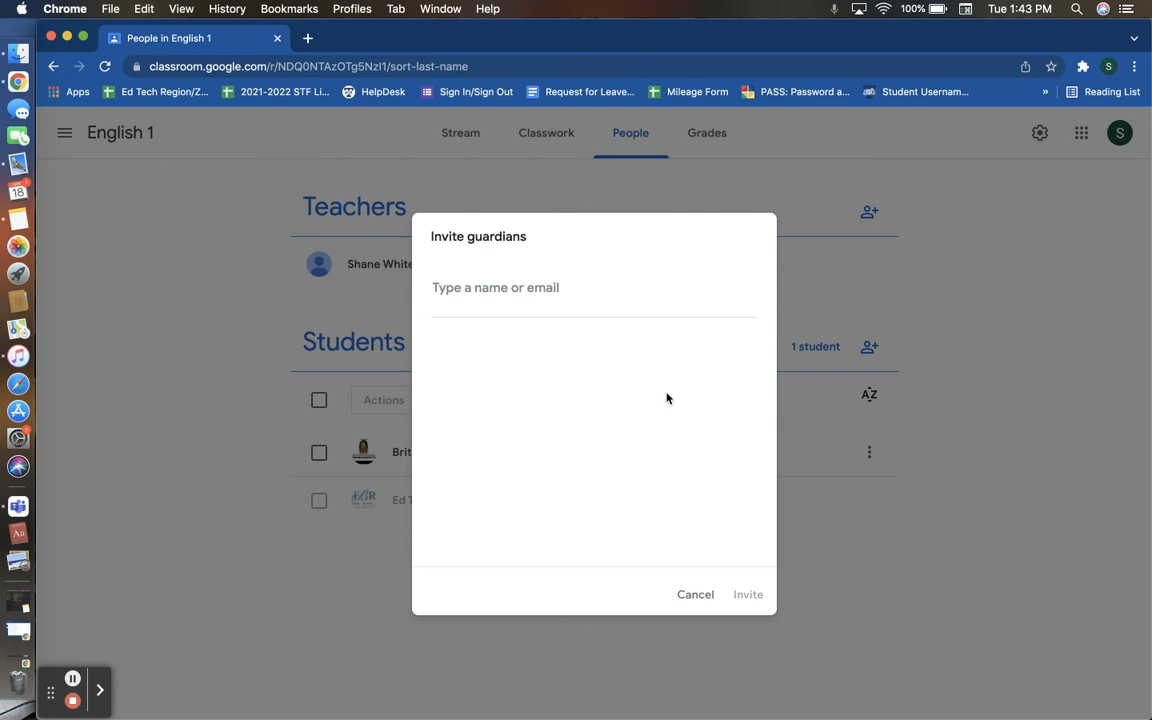 Chrome File Edit View History Bookmarks Profiles Tab Window Help 100% Tue 1:43 PM
People in English 1
classroom.google.com/r/NDQ0NTAzOTg5NzI1/sort-last-name
Apps Ed Tech Region/Z... 2021-2022 STF Li... HelpDesk Sign In/Sign Out Request for Leave... Mileage Form PASS: Password a... Student Usernam... » Reading List
English 1 Stream Classwork People Grades S
Teachers
Invite guardians
Shane White
Type a name or email
Students 1 student
Actions AZ
Brit
Ed T
Cancel Invite